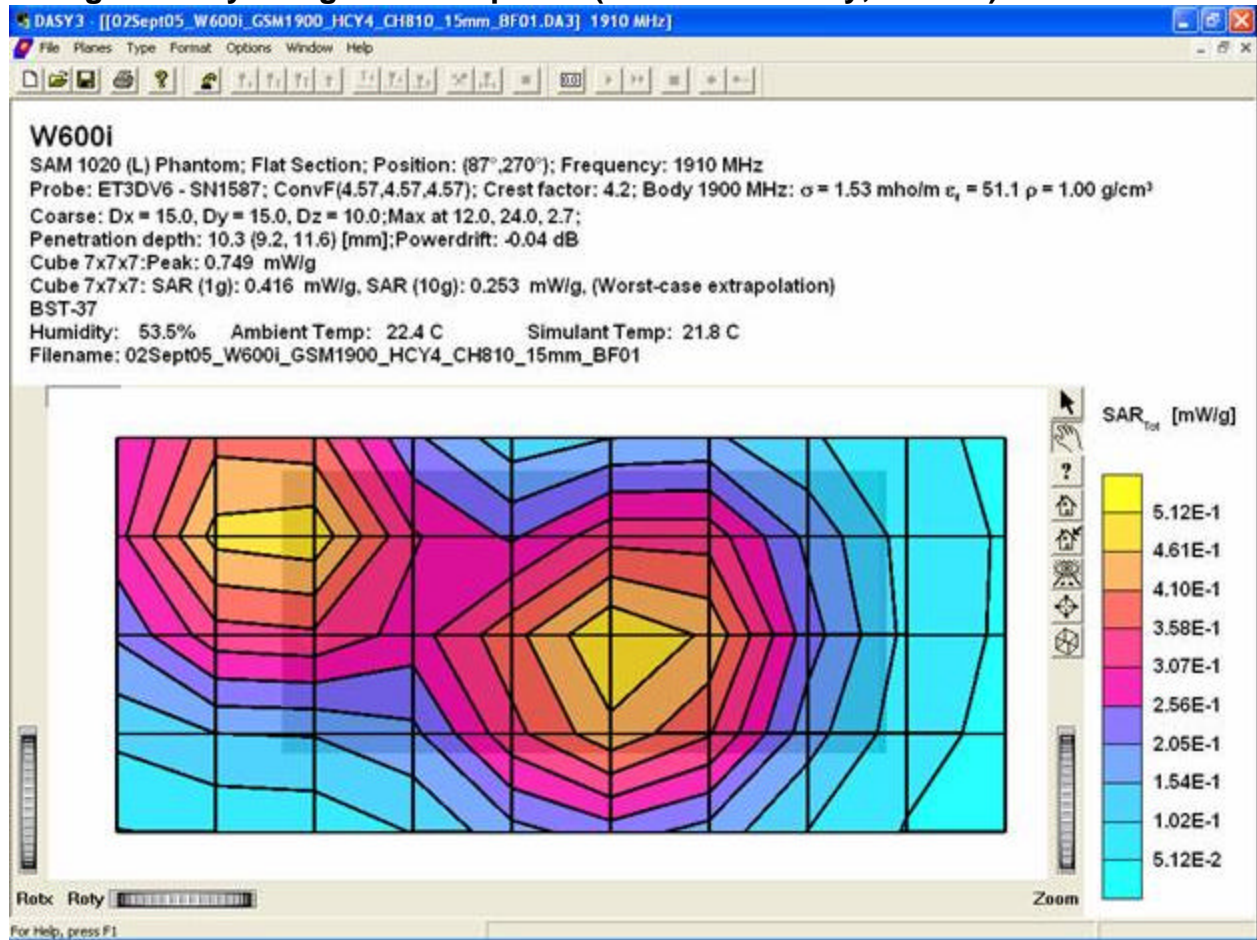 DASY3 - [[02Sept05_W600i_GSM1900_HCY4_CH810_15mm_BF01.DA3] 1910 MHz]
File Planes Type Format Options Window Help
W600i
SAM 1020 (L) Phantom; Flat Section; Position: (87°,270°); Frequency: 1910 MHz
Probe: ET3DV6 - SN1587; ConvF(4.57,4.57,4.57); Crest factor: 4.2; Body 1900 MHz: σ = 1.53 mho/m εr = 51.1 ρ = 1.00 g/cm³
Coarse: Dx = 15.0, Dy = 15.0, Dz = 10.0;Max at 12.0, 24.0, 2.7;
Penetration depth: 10.3 (9.2, 11.6) [mm];Powerdrift: -0.04 dB
Cube 7x7x7:Peak: 0.749 mW/g
Cube 7x7x7: SAR (1g): 0.416 mW/g, SAR (10g): 0.253 mW/g, (Worst-case extrapolation)
BST-37
Humidity: 53.5% Ambient Temp: 22.4 C Simulant Temp: 21.8 C
Filename: 02Sept05_W600i_GSM1900_HCY4_CH810_15mm_BF01
SARTot [mW/g]
5.12E-1
4.61E-1
4.10E-1
3.58E-1
3.07E-1
2.56E-1
2.05E-1
1.54E-1
1.02E-1
5.12E-2
Rotx Roty Zoom
For Help, press F1